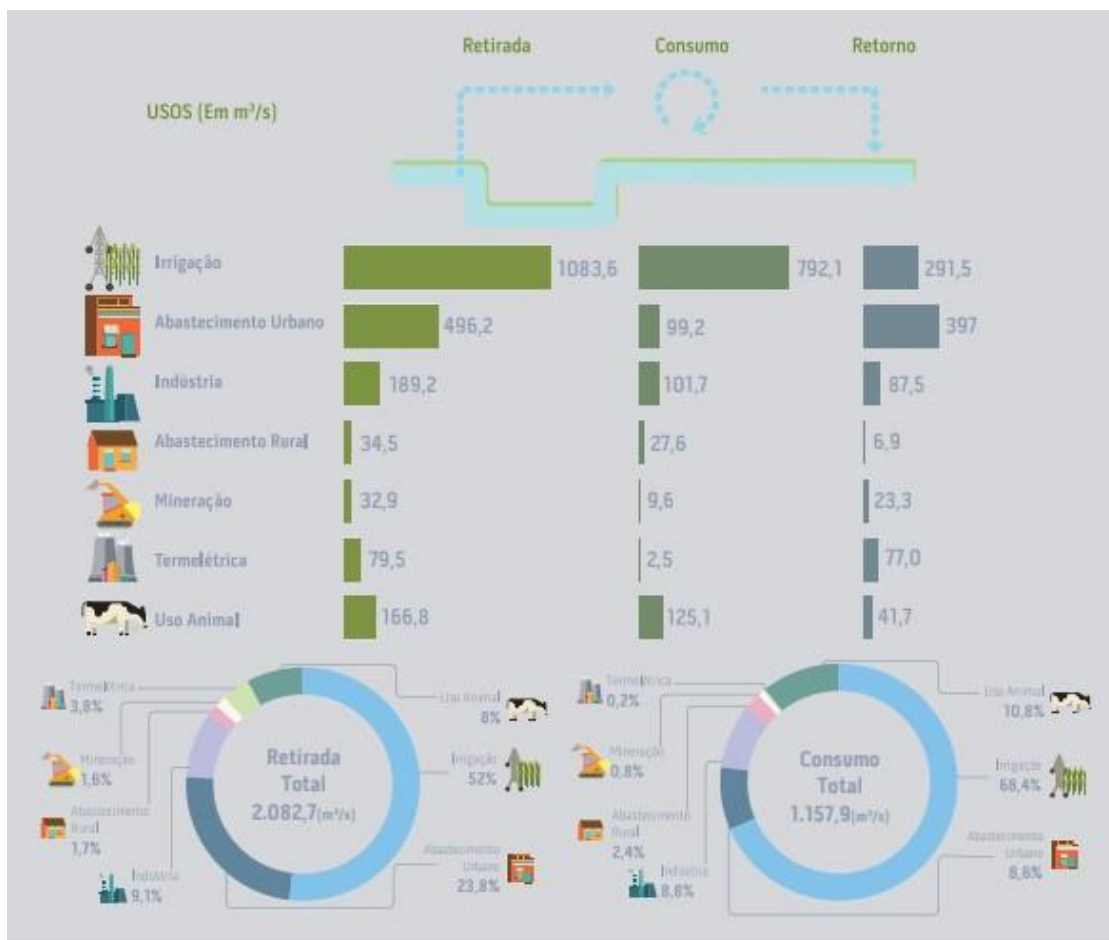 Retirada Consumo Retorno
USOS (Em m³/s)
Irrigação 1083,6 792,1 291,5
Abastecimento Urbano 496,2 99,2 397
Indústria 189,2 101,7 87,5
Abastecimento Rural 34,5 27,6 6,9
Mineração 32,9 9,6 23,3
Termelétrica 79,5 2,5 77,0
Uso Animal 166,8 125,1 41,7
Termelétrica
3,8%
Mineração
1,6%
Abastecimento
Rural
1,7%
Indústria
9,1%
Retirada
Total
2.082,7(m³/s)
Uso Animal
8%
Irrigação
52%
Abastecimento
Urbano
23,8%
Termelétrica
0,2%
Mineração
0,8%
Abastecimento
Rural
2,4%
Indústria
8,8%
Consumo
Total
1.157,9(m³/s)
Uso Animal
10,8%
Irrigação
68,4%
Abastecimento
Urbano
8,6%